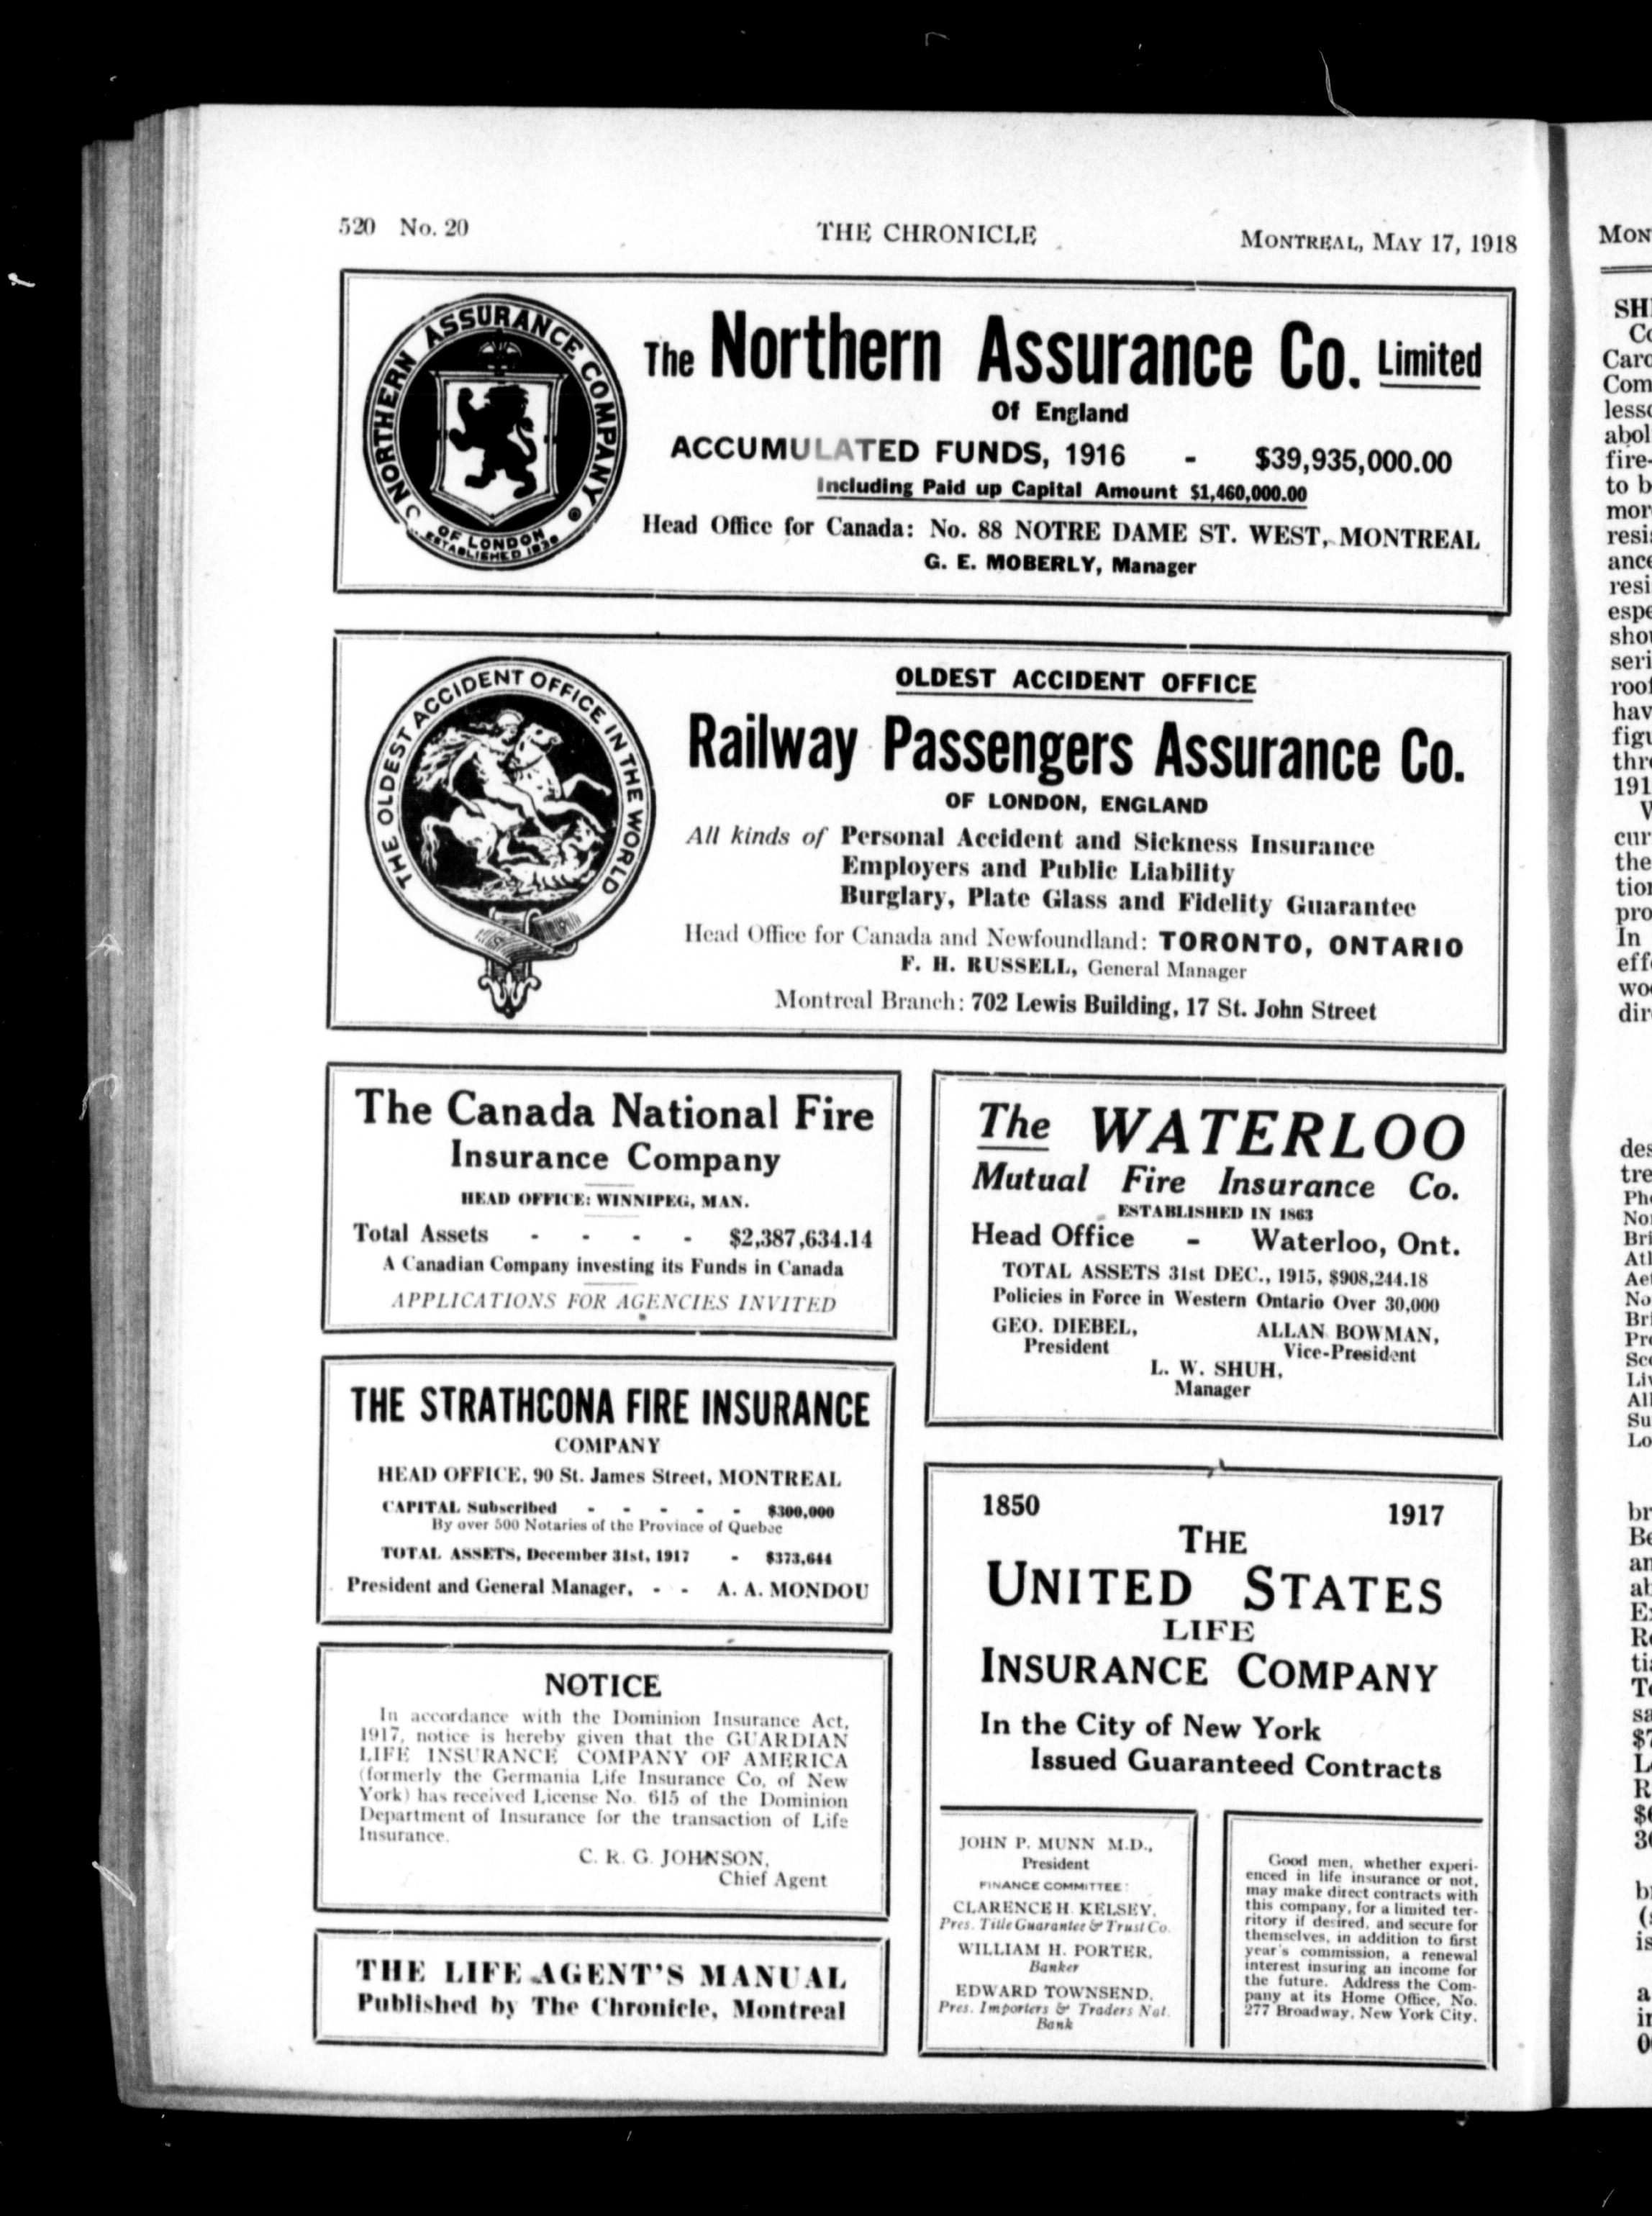 520 No. 20
THE CHRONICLE
MONTREAL, MAY 17, 1918
NORTHERN ASSURANCE COMPANY
OF LONDON
ESTABLISHED 1836
The Northern Assurance Co. Limited
Of England
ACCUMULATED FUNDS, 1916 - $39,935,000.00
Including Paid up Capital Amount $1,460,000.00
Head Office for Canada: No. 88 NOTRE DAME ST. WEST, MONTREAL
G. E. MOBERLY, Manager
THE OLDEST ACCIDENT OFFICE IN THE WORLD
OLDEST ACCIDENT OFFICE
Railway Passengers Assurance Co.
OF LONDON, ENGLAND
All kinds of Personal Accident and Sickness Insurance
Employers and Public Liability
Burglary, Plate Glass and Fidelity Guarantee
Head Office for Canada and Newfoundland: TORONTO, ONTARIO
F. H. RUSSELL, General Manager
Montreal Branch: 702 Lewis Building, 17 St. John Street
The Canada National Fire
Insurance Company
HEAD OFFICE: WINNIPEG, MAN.
Total Assets - - - - $2,387,634.14
A Canadian Company investing its Funds in Canada
APPLICATIONS FOR AGENCIES INVITED
THE STRATHCONA FIRE INSURANCE
COMPANY
HEAD OFFICE, 90 St. James Street, MONTREAL
CAPITAL Subscribed - - - - - $300,000
By over 500 Notaries of the Province of Quebec
TOTAL ASSETS, December 31st, 1917 - $373,644
President and General Manager, - - A. A. MONDOU
NOTICE
In accordance with the Dominion Insurance Act,
1917, notice is hereby given that the GUARDIAN
LIFE INSURANCE COMPANY OF AMERICA
(formerly the Germania Life Insurance Co. of New
York) has received License No. 615 of the Dominion
Department of Insurance for the transaction of Life
Insurance.
C. R. G. JOHNSON,
Chief Agent
THE LIFE AGENT'S MANUAL
Published by The Chronicle, Montreal
The WATERLOO
Mutual Fire Insurance Co.
ESTABLISHED IN 1863
Head Office - Waterloo, Ont.
TOTAL ASSETS 31st DEC., 1915, $908,244.18
Policies in Force in Western Ontario Over 30,000
GEO. DIEBEL, ALLAN BOWMAN,
President Vice-President
L. W. SHUH,
Manager
1850 1917
THE
UNITED STATES
LIFE
INSURANCE COMPANY
In the City of New York
Issued Guaranteed Contracts
JOHN P. MUNN M.D.,
President
FINANCE COMMITTEE:
CLARENCE H. KELSEY,
Pres. Title Guarantee & Trust Co.
WILLIAM H. PORTER,
Banker
EDWARD TOWNSEND,
Pres. Importers & Traders Nat.
Bank
Good men, whether experi-
enced in life insurance or not,
may make direct contracts with
this company, for a limited ter-
ritory if desired, and secure for
themselves, in addition to first
year's commission, a renewal
interest insuring an income for
the future. Address the Com-
pany at its Home Office, No.
277 Broadway, New York City.